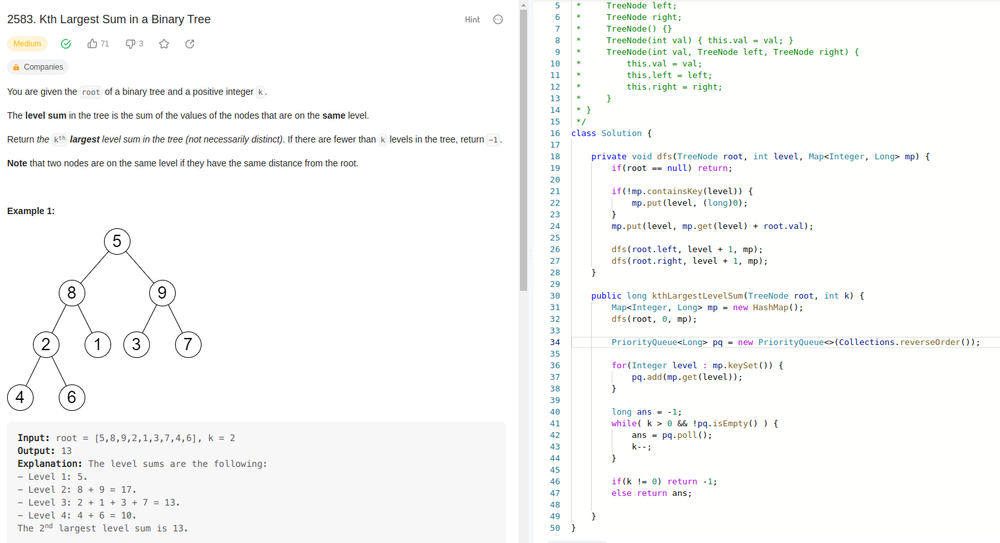 2583. Kth Largest Sum in a Binary Tree
Hint
Medium
71
3
Companies
You are given the root of a binary tree and a positive integer k.
The level sum in the tree is the sum of the values of the nodes that are on the same level.
Return the kth largest level sum in the tree (not necessarily distinct). If there are fewer than k levels in the tree, return -1.
Note that two nodes are on the same level if they have the same distance from the root.
Example 1:
5
8 9
2 1 3 7
4 6
Input: root = [5,8,9,2,1,3,7,4,6], k = 2
Output: 13
Explanation: The level sums are the following:
- Level 1: 5.
- Level 2: 8 + 9 = 17.
- Level 3: 2 + 1 + 3 + 7 = 13.
- Level 4: 4 + 6 = 10.
The 2nd largest level sum is 13.
5 * TreeNode left;
6 * TreeNode right;
7 * TreeNode() {}
8 * TreeNode(int val) { this.val = val; }
9 * TreeNode(int val, TreeNode left, TreeNode right) {
10 * this.val = val;
11 * this.left = left;
12 * this.right = right;
13 * }
14 * }
15 */
16 class Solution {
17
18 private void dfs(TreeNode root, int level, Map<Integer, Long> mp) {
19 if(root == null) return;
20
21 if(!mp.containsKey(level)) {
22 mp.put(level, (long)0);
23 }
24 mp.put(level, mp.get(level) + root.val);
25
26 dfs(root.left, level + 1, mp);
27 dfs(root.right, level + 1, mp);
28 }
29
30 public long kthLargestLevelSum(TreeNode root, int k) {
31 Map<Integer, Long> mp = new HashMap();
32 dfs(root, 0, mp);
33
34 PriorityQueue<Long> pq = new PriorityQueue<>(Collections.reverseOrder());
35
36 for(Integer level : mp.keySet()) {
37 pq.add(mp.get(level));
38 }
39
40 long ans = -1;
41 while( k > 0 && !pq.isEmpty() ) {
42 ans = pq.poll();
43 k--;
44 }
45
46 if(k != 0) return -1;
47 else return ans;
48
49 }
50 }